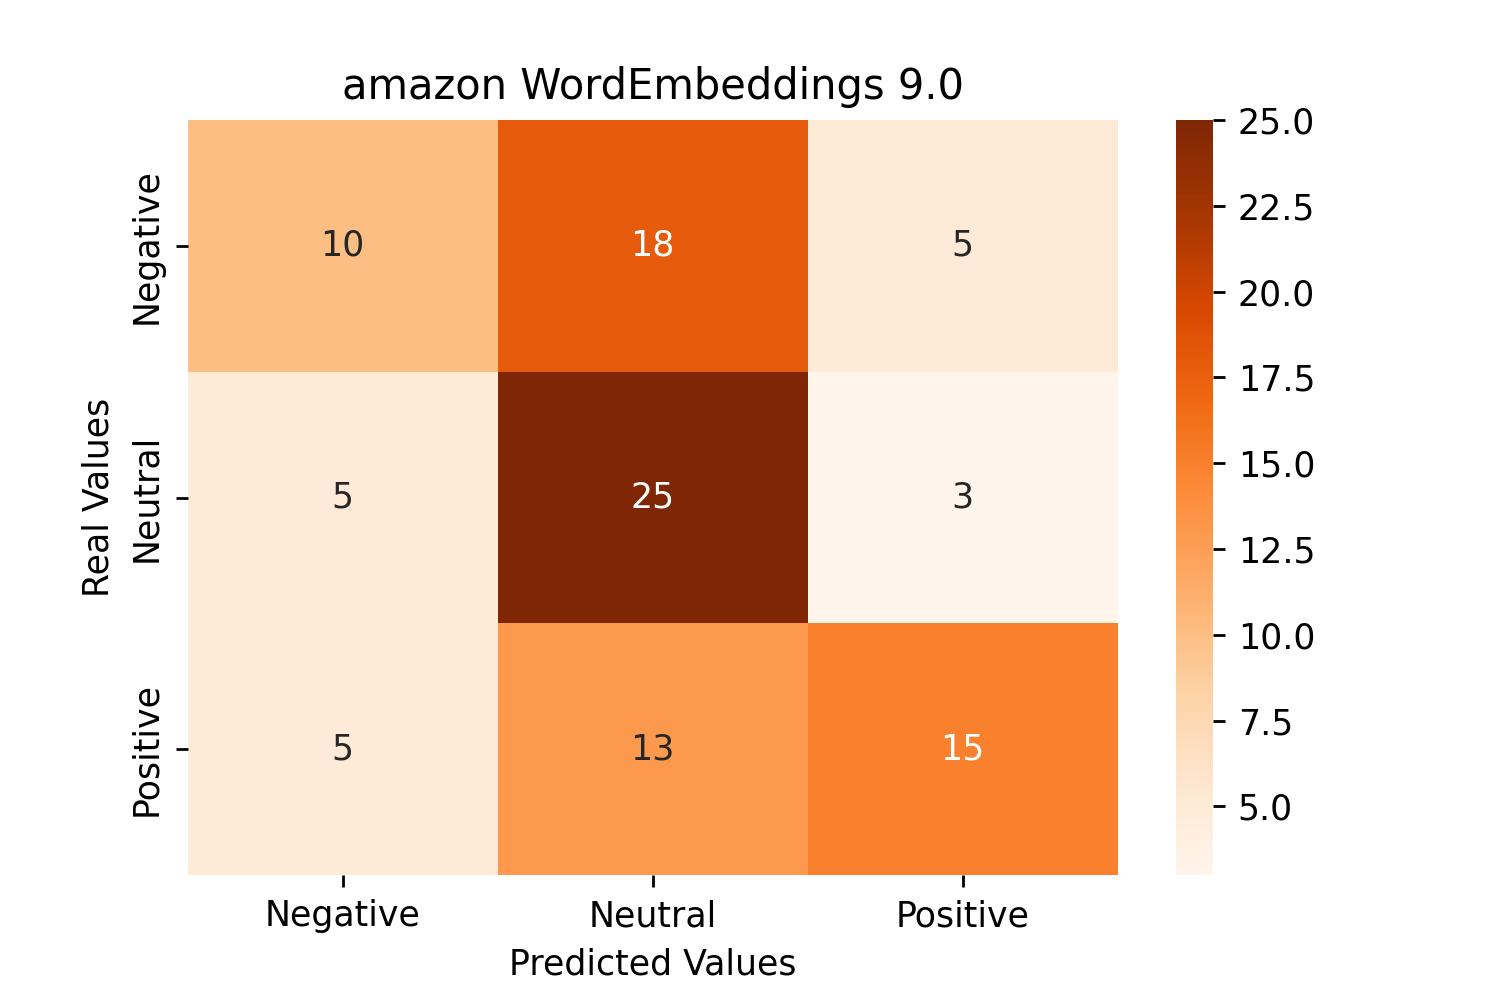 amazon WordEmbeddings 9.0
Real Values
Negative
10 18 5
Neutral
5 25 3
Positive
5 13 15
Negative Neutral Positive
Predicted Values
25.0
22.5
20.0
17.5
15.0
12.5
10.0
7.5
5.0